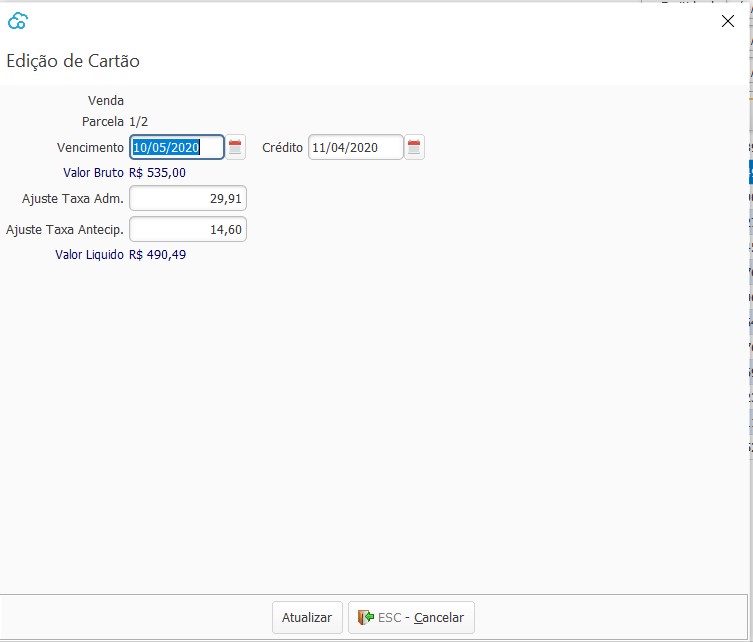 Edição de Cartão
Venda
Parcela 1/2
Vencimento 10/05/2020 Crédito 11/04/2020
Valor Bruto R$ 535,00
Ajuste Taxa Adm. 29,91
Ajuste Taxa Antecip. 14,60
Valor Liquido R$ 490,49
Atualizar ESC - Cancelar